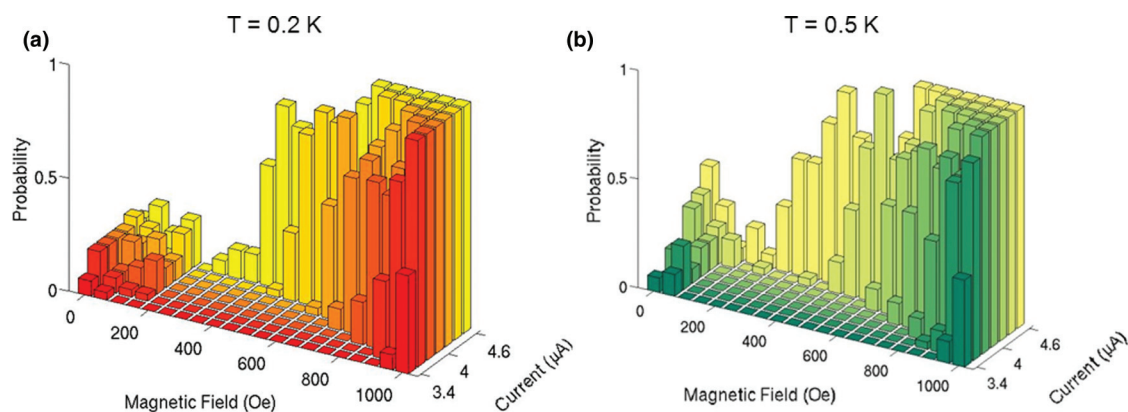 T = 0.2 K
(a)
1
0.5
0
Probability
0
200
400
600
800
1000
Magnetic Field (Oe)
3.4
4
4.6
Current (μA)
T = 0.5 K
(b)
1
0.5
0
Probability
0
200
400
600
800
1000
Magnetic Field (Oe)
3.4
4
4.6
Current (μA)